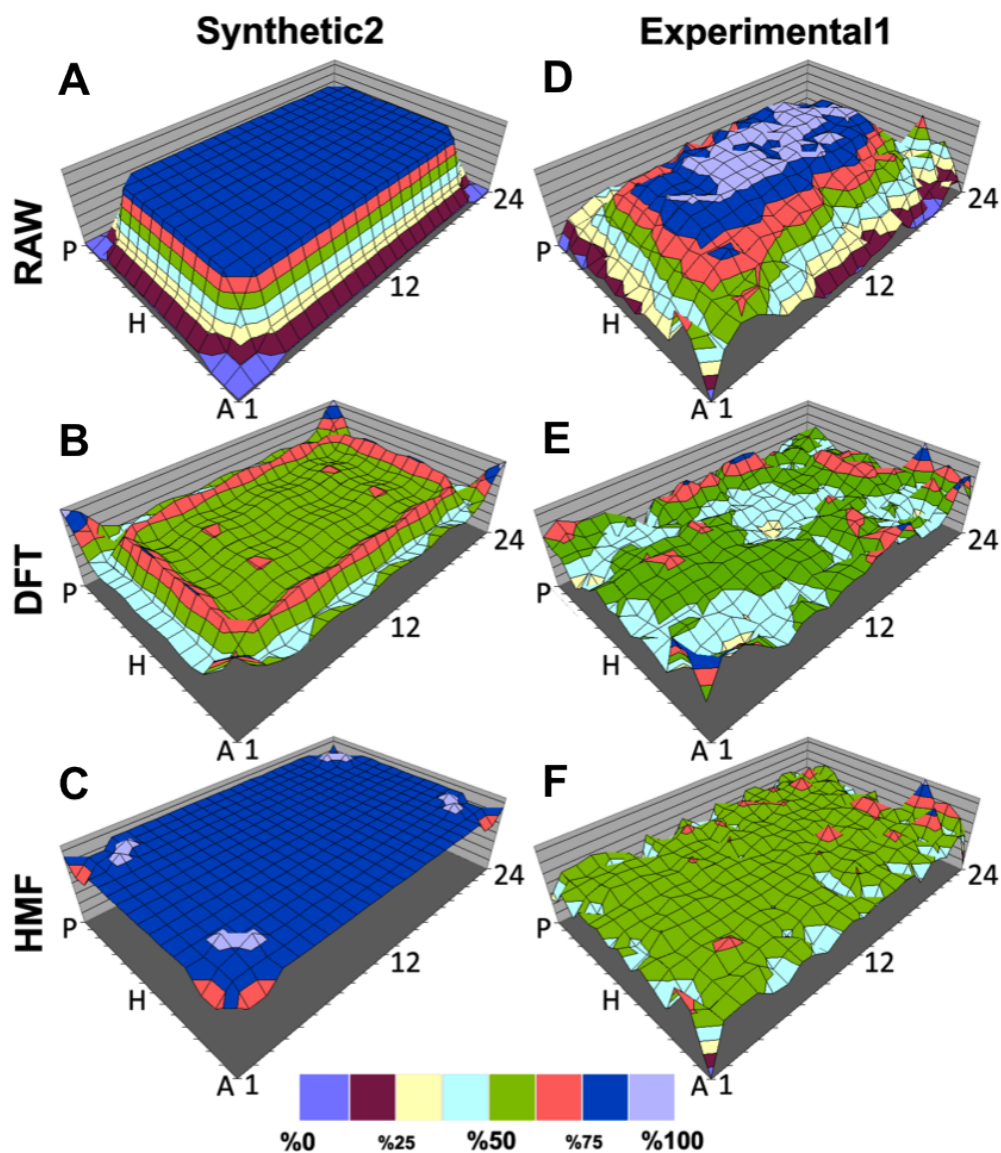 Synthetic2 Experimental1
A D
RAW
P H A 1 12 24
P H A 1 12 24
B E
DFT
P H A 1 12 24
P H A 1 12 24
C F
HMF
P H A 1 12 24
P H A 1 12 24
%0 %25 %50 %75 %100